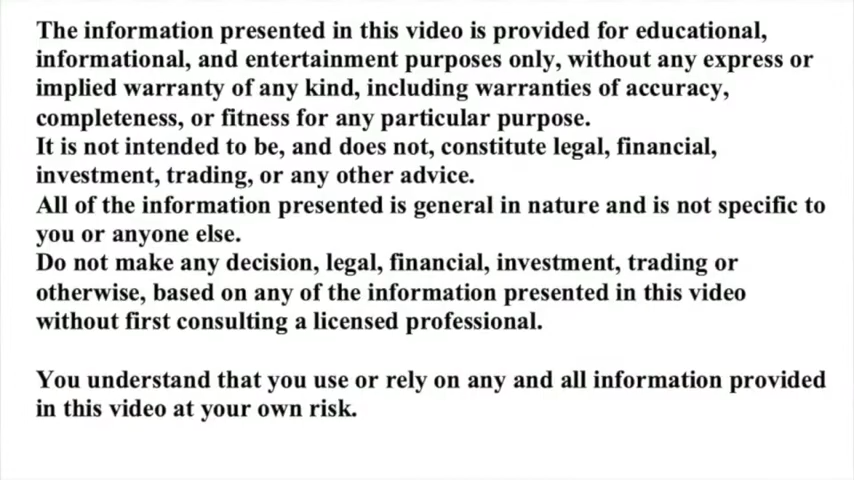 The information presented in this video is provided for educational,
informational, and entertainment purposes only, without any express or
implied warranty of any kind, including warranties of accuracy,
completeness, or fitness for any particular purpose.
It is not intended to be, and does not, constitute legal, financial,
investment, trading, or any other advice.
All of the information presented is general in nature and is not specific to
you or anyone else.
Do not make any decision, legal, financial, investment, trading or
otherwise, based on any of the information presented in this video
without first consulting a licensed professional.
You understand that you use or rely on any and all information provided
in this video at your own risk.